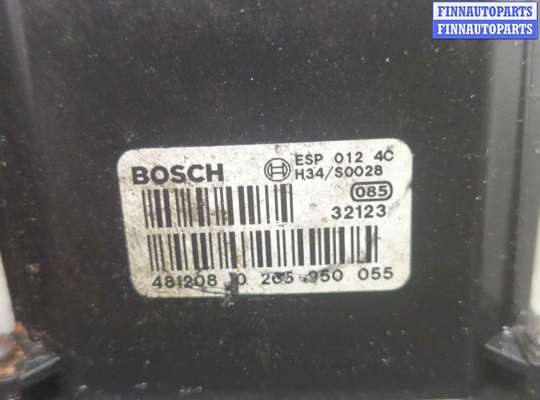 FINNAUTOPARTS
FINNAUTOPARTS
BOSCH
ESP 012 4C
H34/S0028
085
32123
481208 0 265 950 055